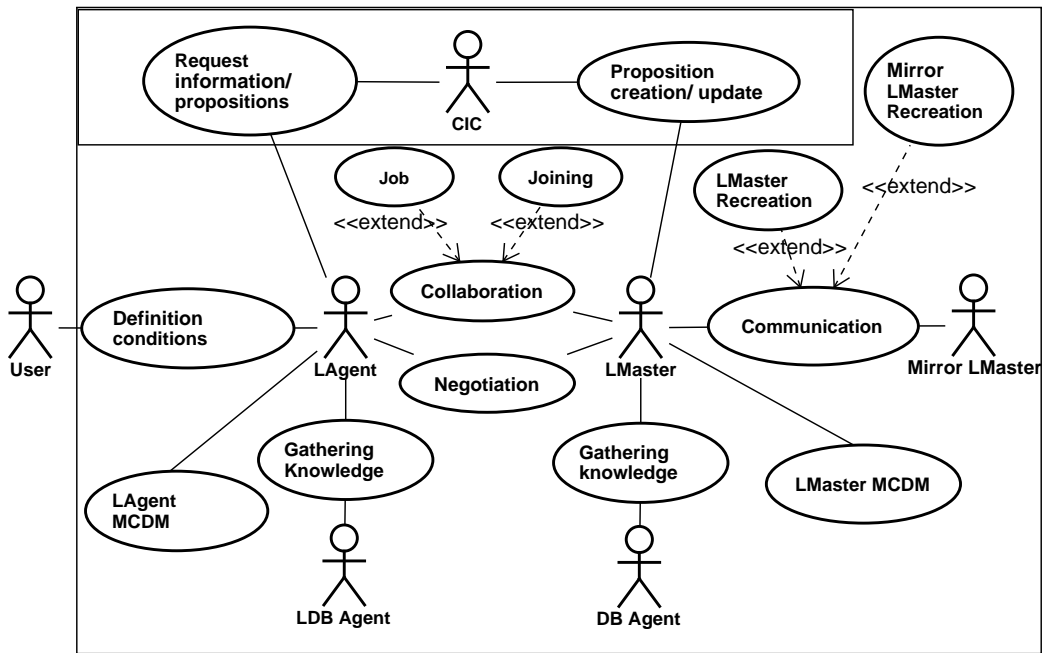 Request
information/
propositions
CIC
Proposition
creation/ update
Mirror
LMaster
Recreation
Job
Joining
LMaster
Recreation
<<extend>>
<<extend>>
<<extend>>
<<extend>>
Collaboration
User
Definition
conditions
LAgent
LMaster
Communication
Mirror LMaster
Negotiation
Gathering
Knowledge
Gathering
knowledge
LAgent
MCDM
LMaster MCDM
LDB Agent
DB Agent